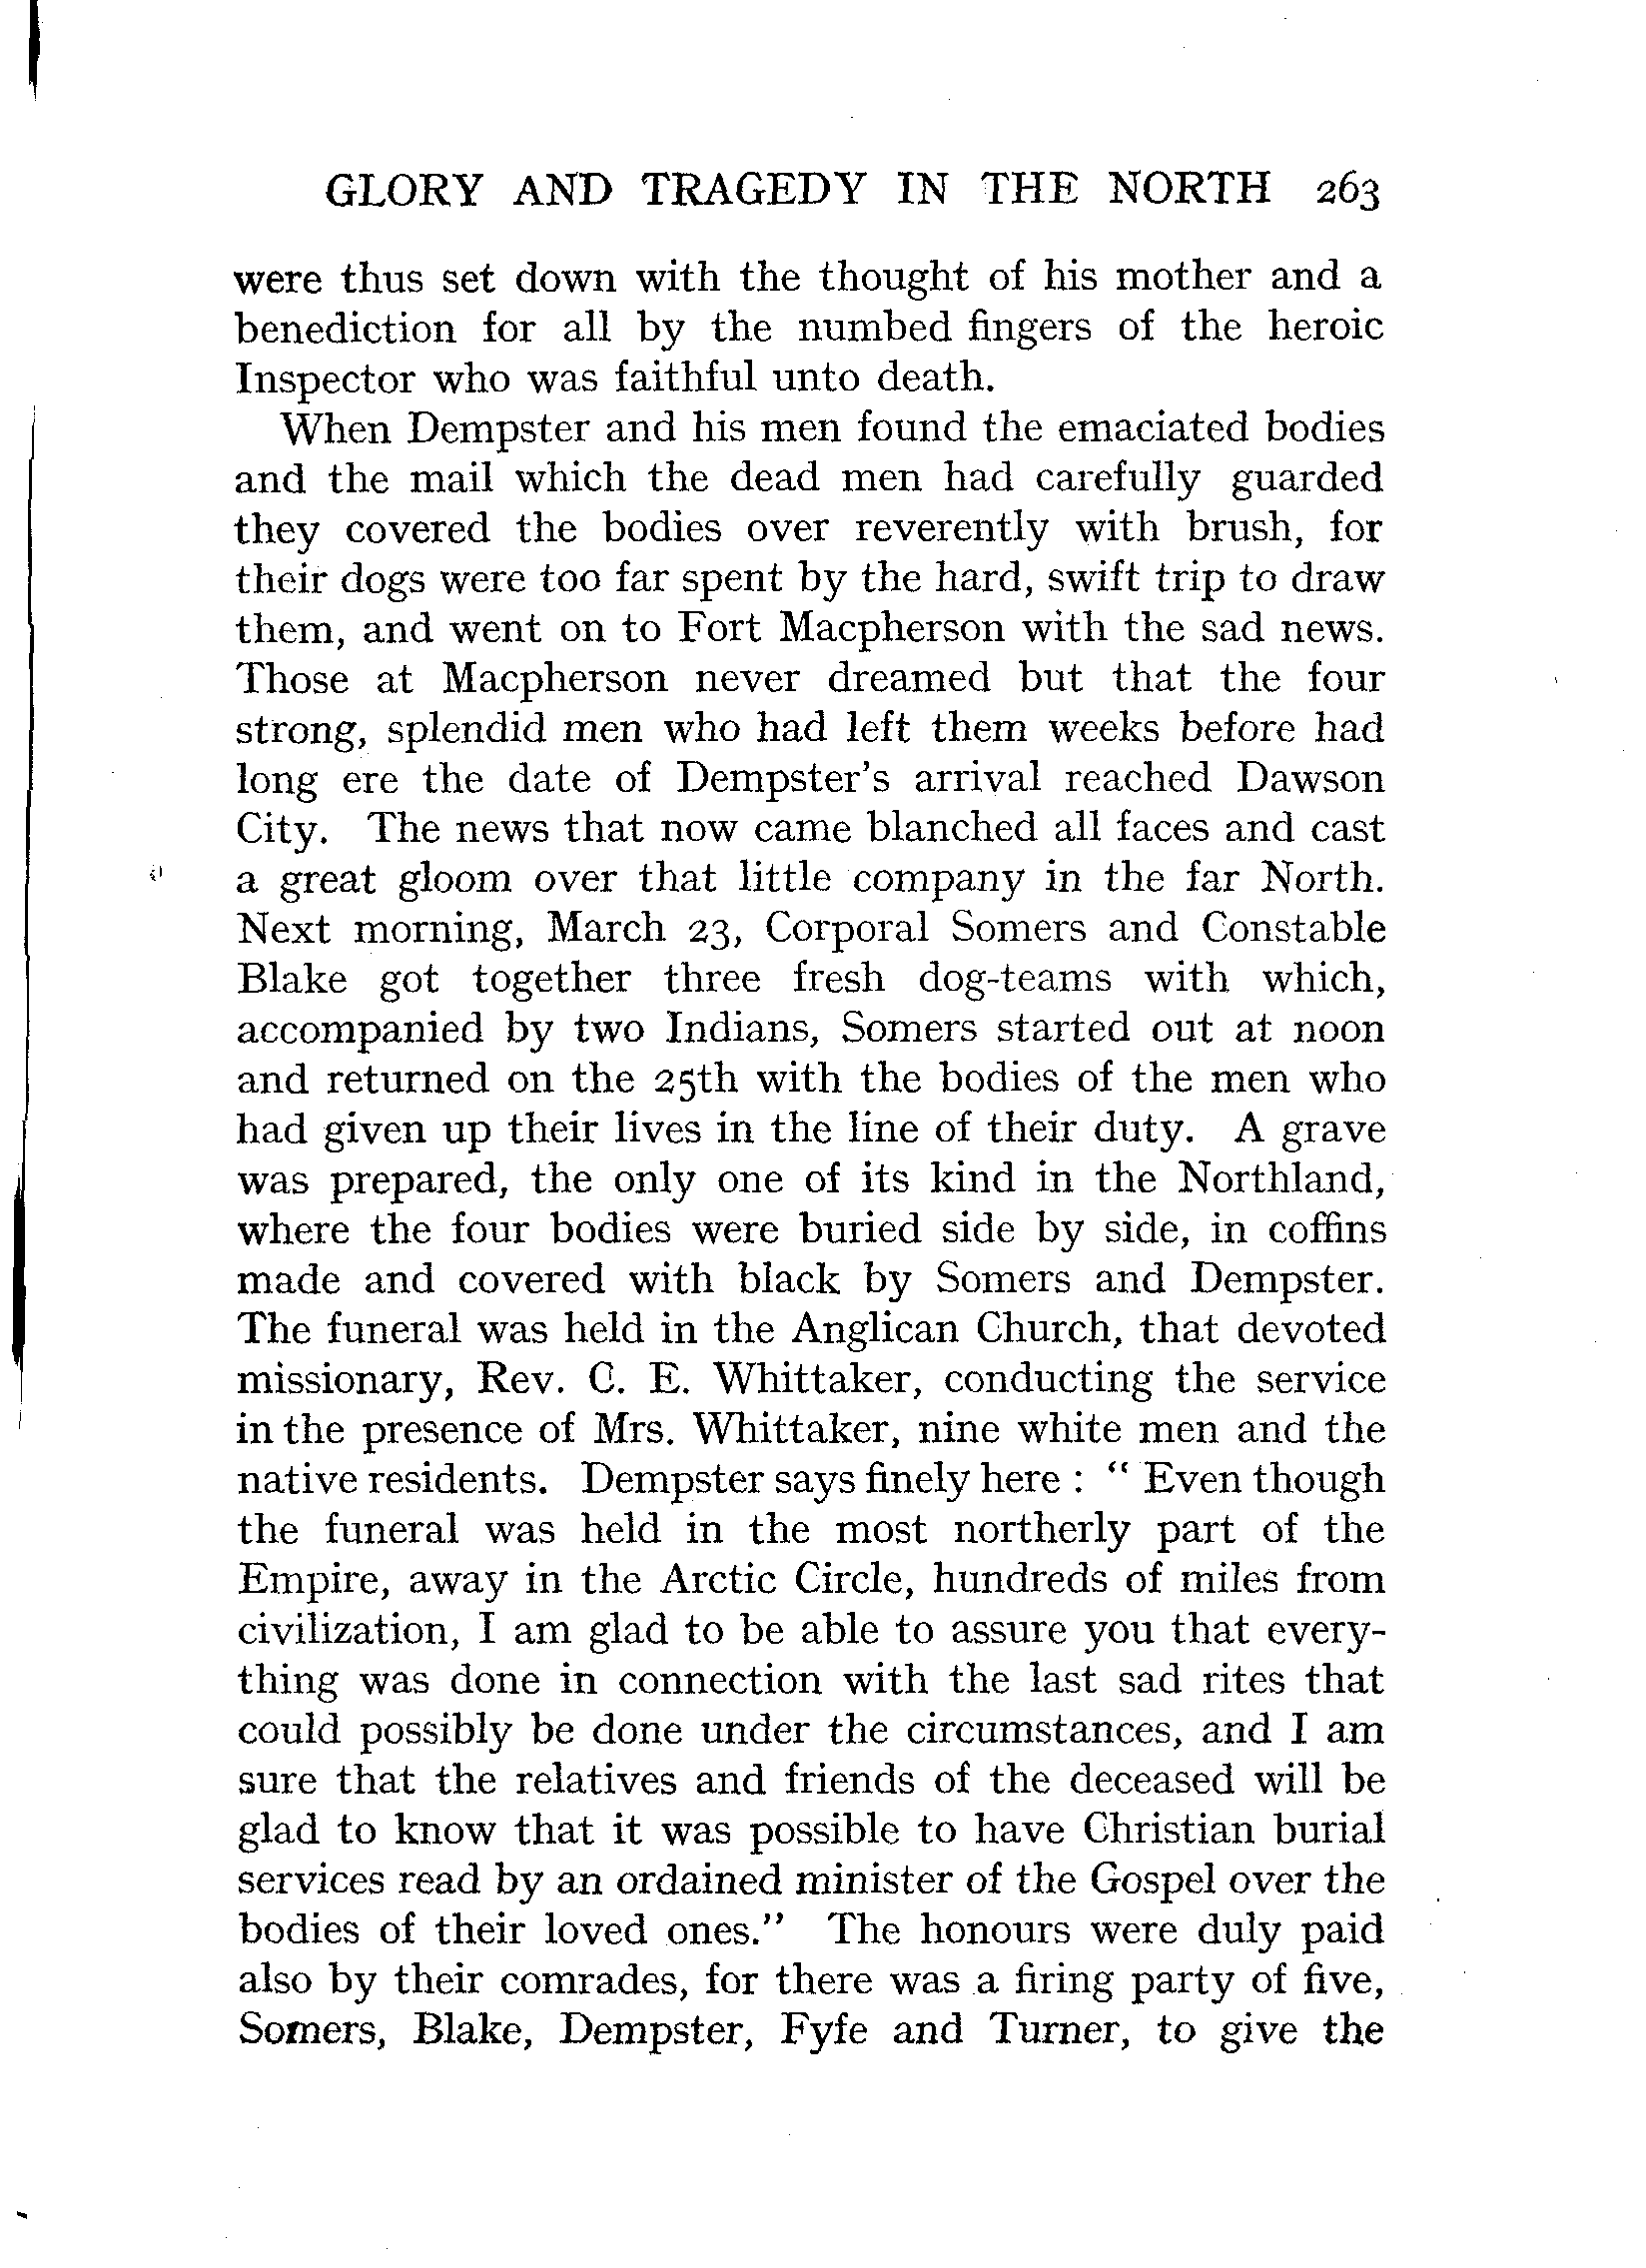 GLORY AND TRAGEDY IN THE NORTH 263
were thus set down with the thought of his mother and a
benediction for all by the numbed fingers of the heroic
Inspector who was faithful unto death.
When Dempster and his men found the emaciated bodies
and the mail which the dead men had carefully guarded
they covered the bodies over reverently with brush, for
their dogs were too far spent by the hard, swift trip to draw
them, and went on to Fort Macpherson with the sad news.
Those at Macpherson never dreamed but that the four
strong, splendid men who had left them weeks before had
long ere the date of Dempster's arrival reached Dawson
City. The news that now came blanched all faces and cast
a great gloom over that little company in the far North.
Next morning, March 23, Corporal Somers and Constable
Blake got together three fresh dog-teams with which,
accompanied by two Indians, Somers started out at noon
and returned on the 25th with the bodies of the men who
had given up their lives in the line of their duty. A grave
was prepared, the only one of its kind in the Northland,
where the four bodies were buried side by side, in coffins
made and covered with black by Somers and Dempster.
The funeral was held in the Anglican Church, that devoted
missionary, Rev. C. E. Whittaker, conducting the service
in the presence of Mrs. Whittaker, nine white men and the
native residents. Dempster says finely here : " Even though
the funeral was held in the most northerly part of the
Empire, away in the Arctic Circle, hundreds of miles from
civilization, I am glad to be able to assure you that every-
thing was done in connection with the last sad rites that
could possibly be done under the circumstances, and I am
sure that the relatives and friends of the deceased will be
glad to know that it was possible to have Christian burial
services read by an ordained minister of the Gospel over the
bodies of their loved ones." The honours were duly paid
also by their comrades, for there was a firing party of five,
Somers, Blake, Dempster, Fyfe and Turner, to give the